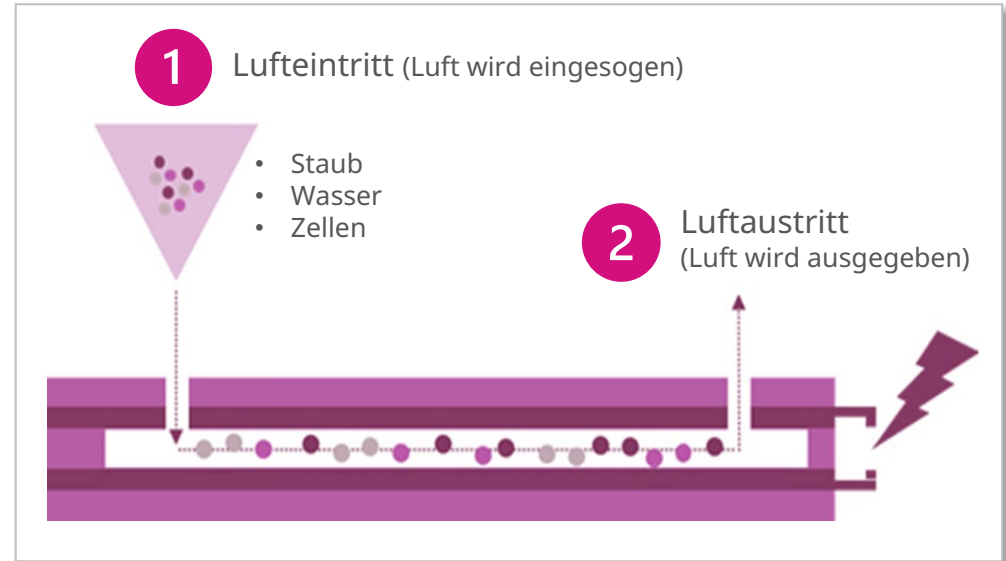 1
Lufteintritt (Luft wird eingesogen)
• Staub
• Wasser
• Zellen
2
Luftaustritt
(Luft wird ausgegeben)